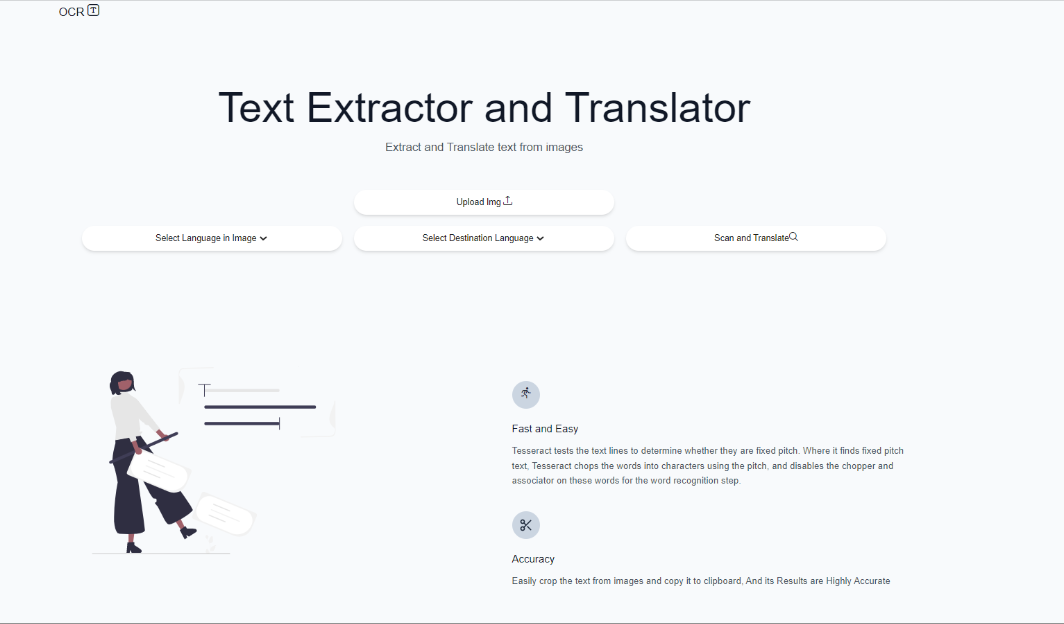 OCR T
Text Extractor and Translator
Extract and Translate text from images
Upload Img
Select Language in Image
Select Destination Language
Scan and Translate
Fast and Easy
Tesseract tests the text lines to determine whether they are fixed pitch. Where it finds fixed pitch
text, Tesseract chops the words into characters using the pitch, and disables the chopper and
associator on these words for the word recognition step.
Accuracy
Easily crop the text from images and copy it to clipboard, And its Results are Highly Accurate